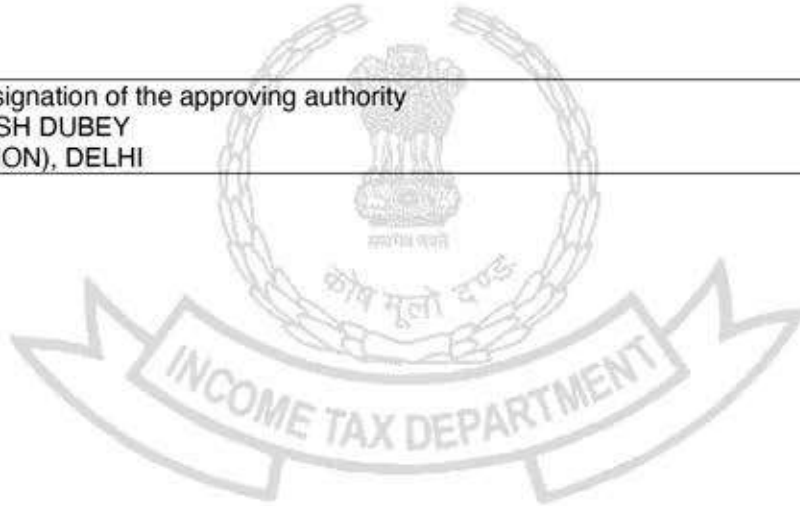 signation of the approving authority
SH DUBEY
ON), DELHI
सत्यमेव जयते
कोष मूलो दण्डः
INCOME TAX DEPARTMENT